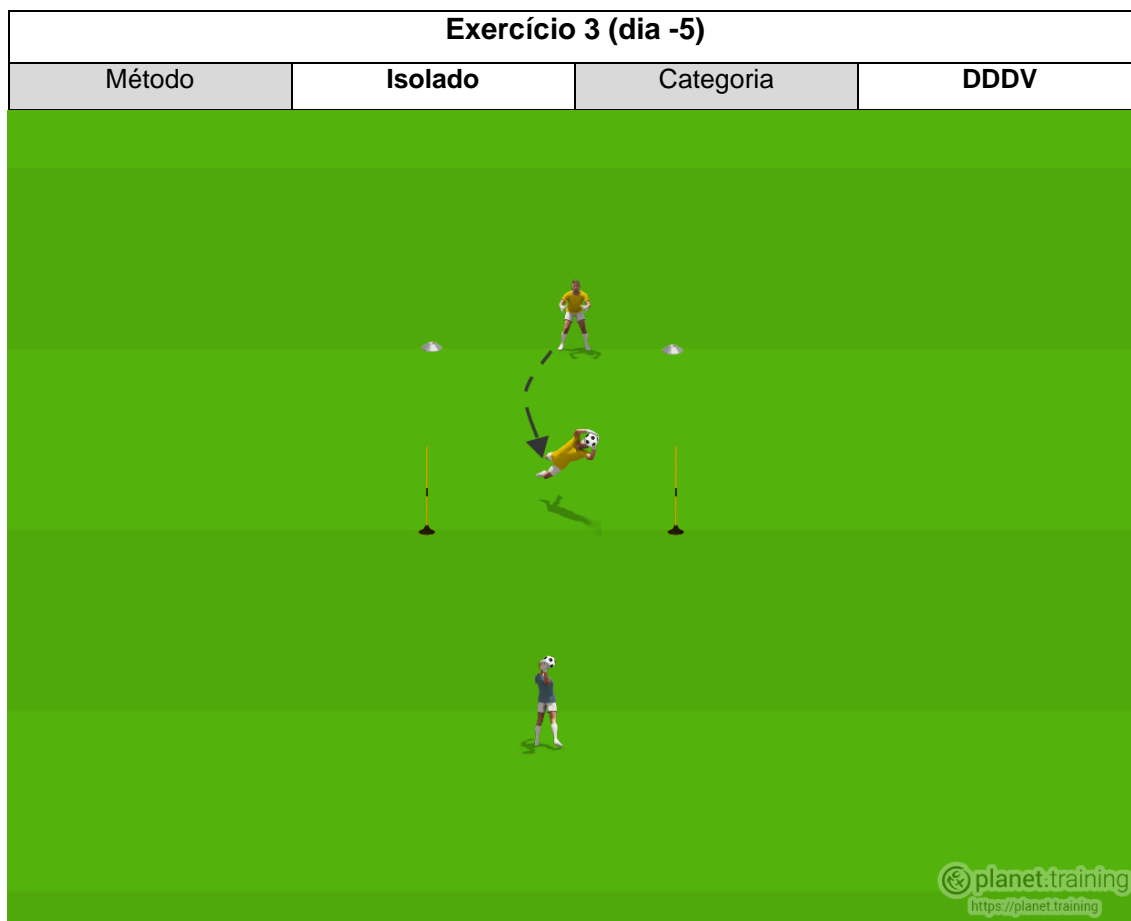 Exercício 3 (dia -5)
Método Isolado Categoria DDDV
planet.training
https://planet.training